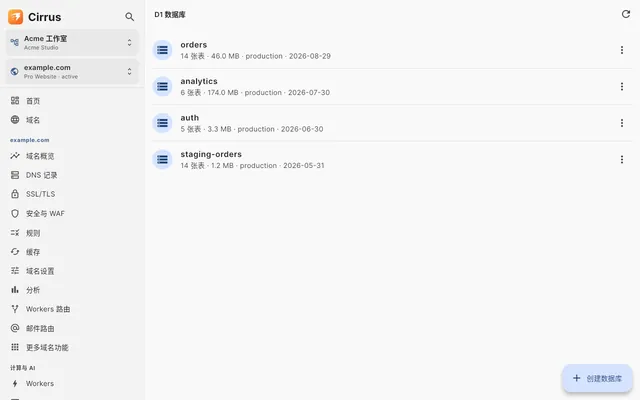 Cirrus
Acme 工作室
Acme Studio
example.com
Pro Website · active
首页
域名
example.com
域名概览
DNS 记录
SSL/TLS
安全与 WAF
规则
缓存
域名设置
分析
Workers 路由
邮件路由
更多域名功能
计算与 AI
Workers
D1 数据库
orders
14 张表 · 46.0 MB · production · 2026-08-29
analytics
6 张表 · 174.0 MB · production · 2026-07-30
auth
5 张表 · 3.3 MB · production · 2026-06-30
staging-orders
14 张表 · 1.2 MB · production · 2026-05-31
创建数据库